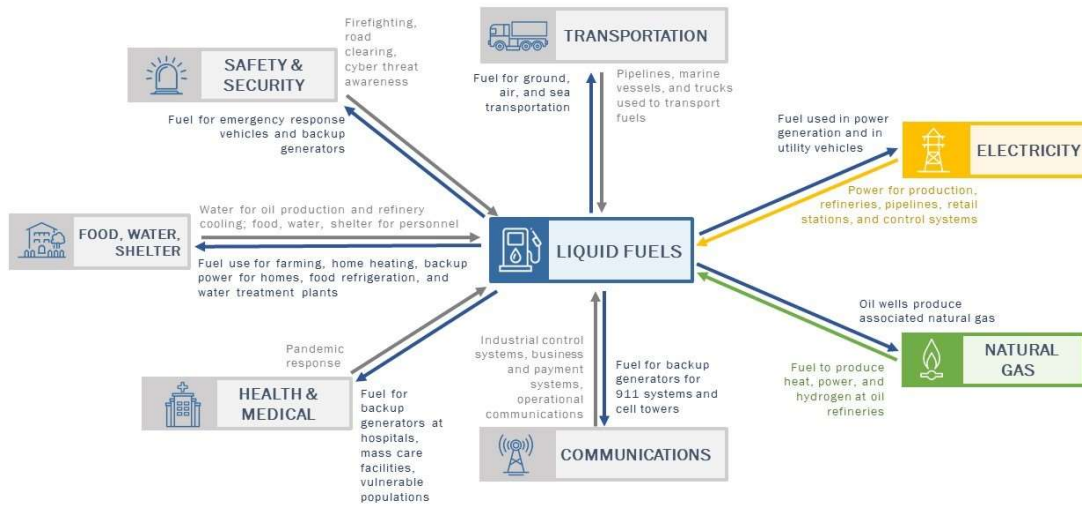 Firefighting,
road
clearing,
cyber threat
awareness
SAFETY &
SECURITY
Fuel for emergency response
vehicles and backup
generators
TRANSPORTATION
Fuel for ground,
air, and sea
transportation
Pipelines, marine
vessels, and trucks
used to transport
fuels
Fuel used in power
generation and in
utility vehicles
ELECTRICITY
Power for production,
refineries, pipelines, retail
stations, and control systems
Water for oil production and refinery
cooling; food, water, shelter for personnel
FOOD, WATER,
SHELTER
Fuel use for farming, home heating, backup
power for homes, food refrigeration, and
water treatment plants
LIQUID FUELS
Oil wells produce
associated natural gas
NATURAL
GAS
Fuel to produce
heat, power, and
hydrogen at oil
refineries
Pandemic
response
HEALTH &
MEDICAL
Fuel for
backup
generators at
hospitals,
mass care
facilities,
vulnerable
populations
Industrial control
systems, business
and payment
systems,
operational
communications
Fuel for backup
generators for
911 systems and
cell towers
COMMUNICATIONS